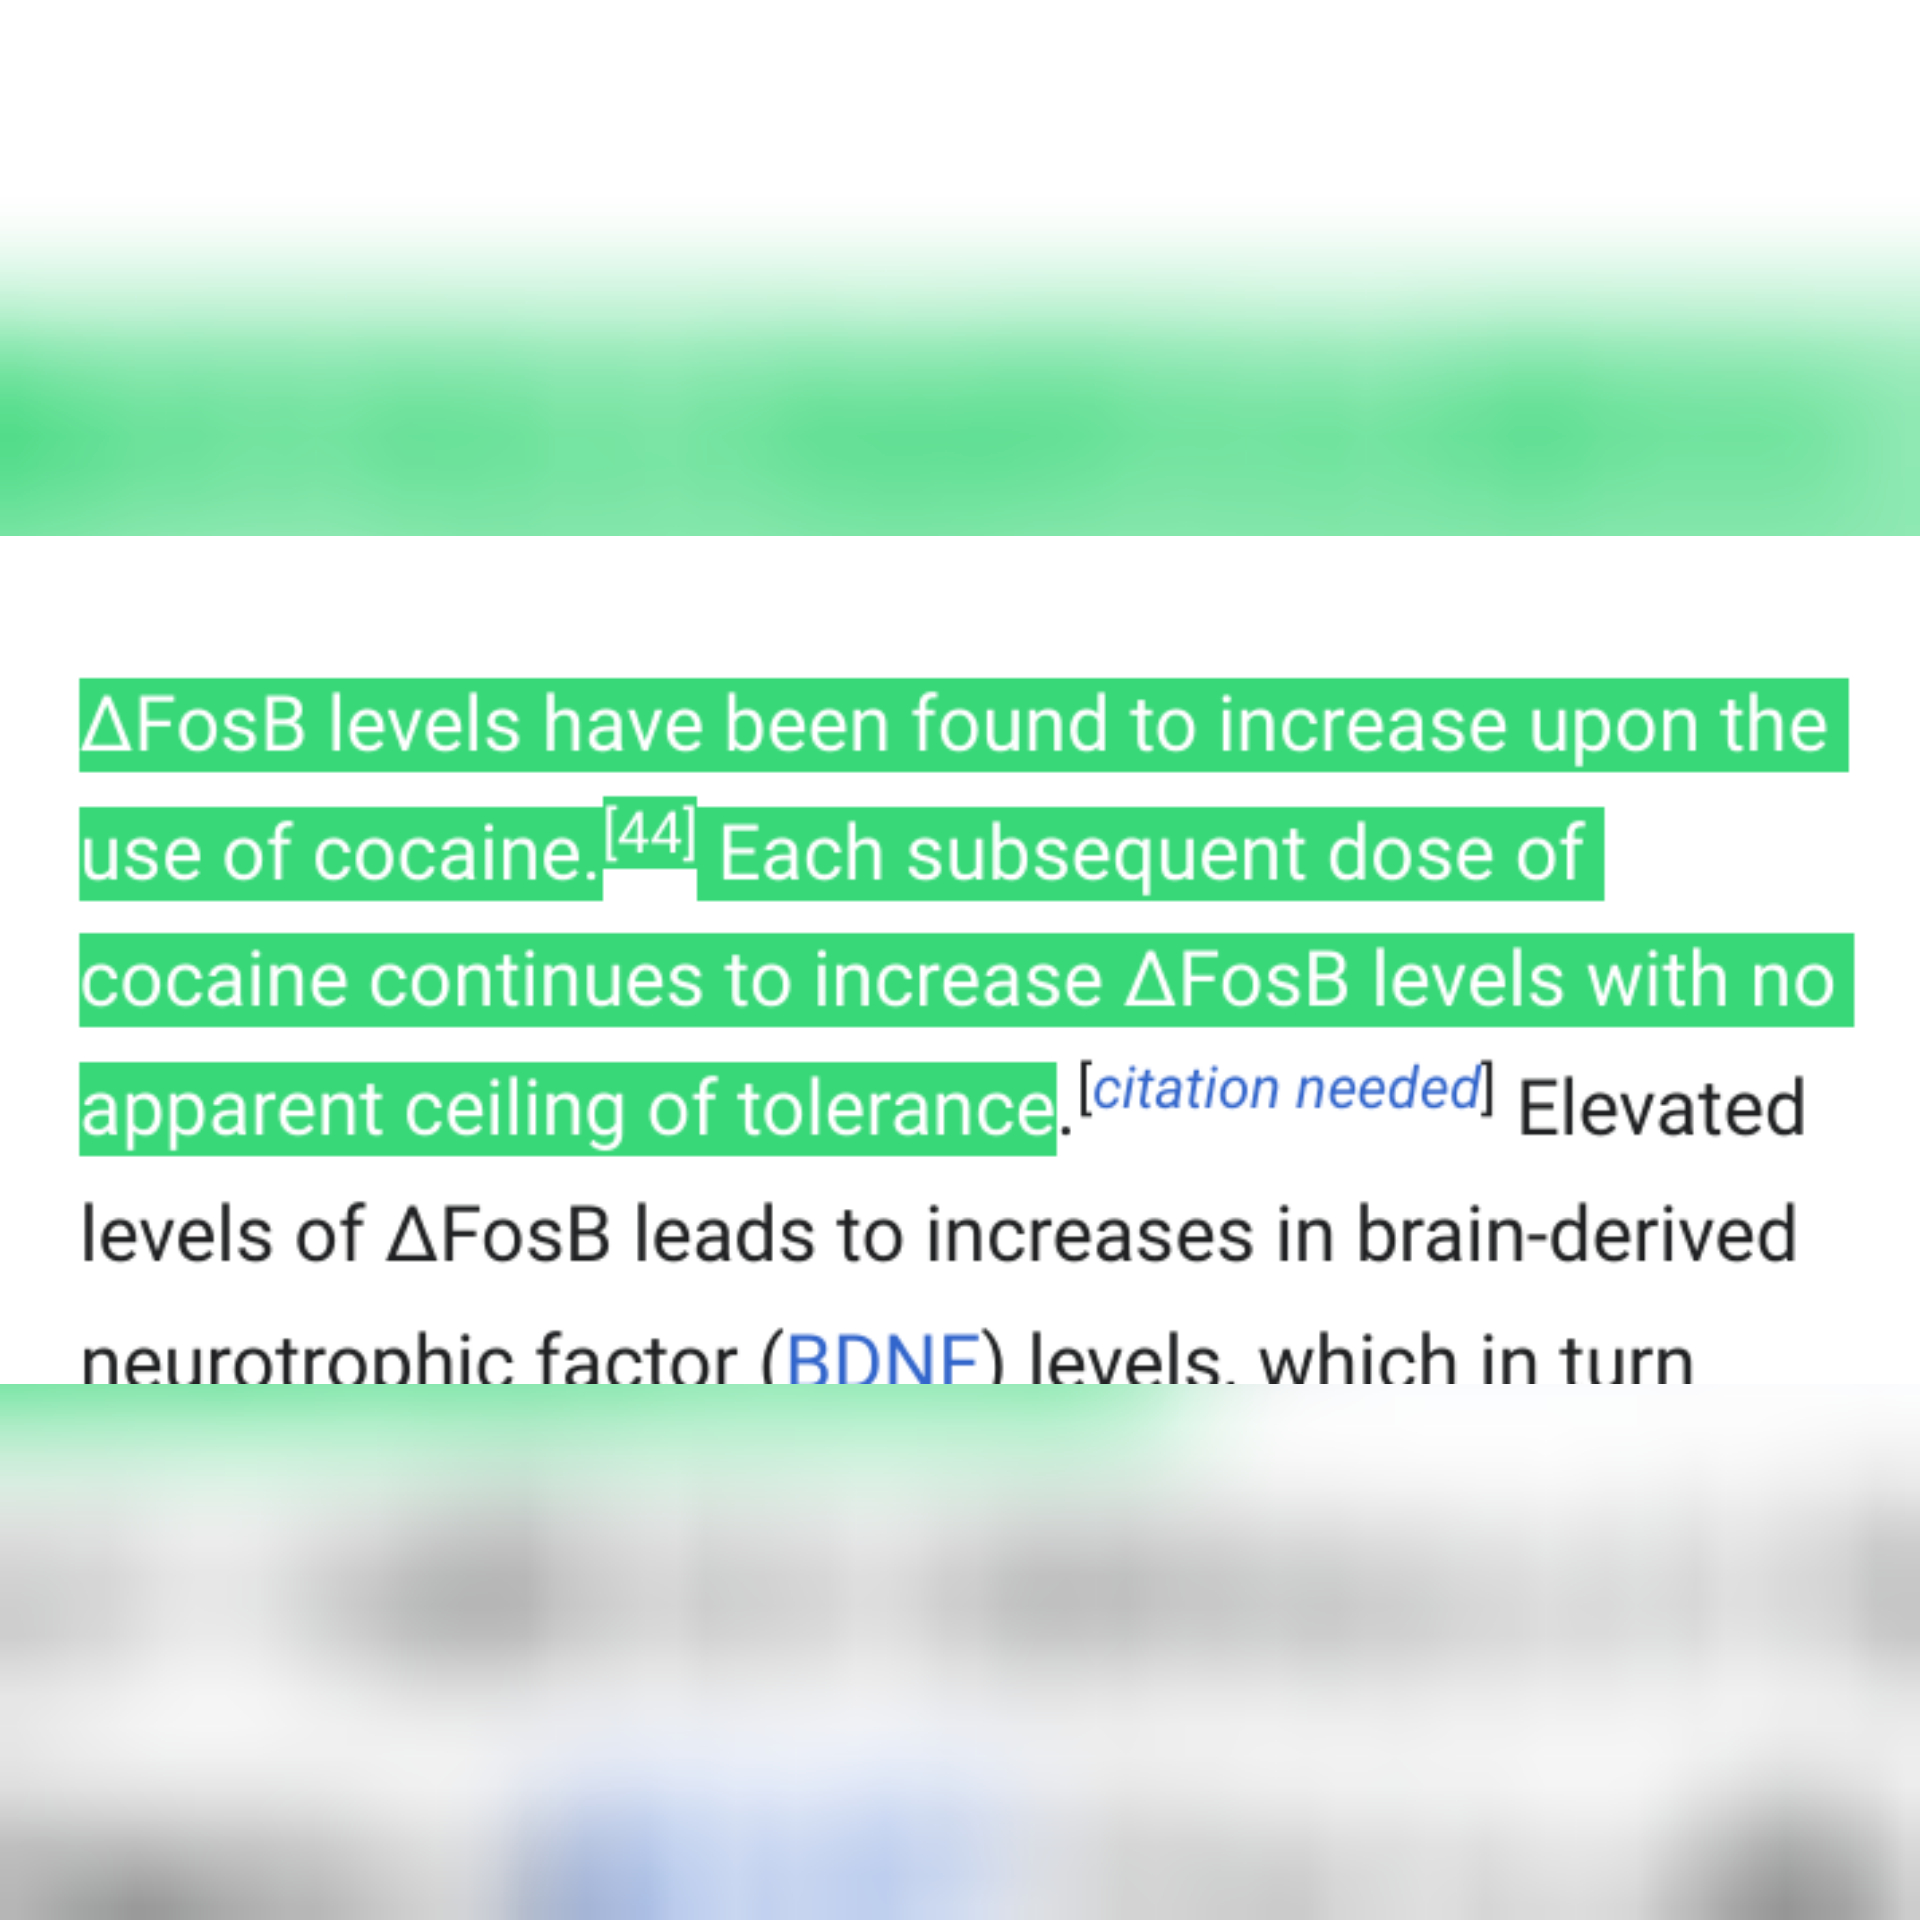 ΔFosB levels have been found to increase upon the
use of cocaine.[44] Each subsequent dose of
cocaine continues to increase ΔFosB levels with no
apparent ceiling of tolerance.[citation needed] Elevated
levels of ΔFosB leads to increases in brain-derived
neurotrophic factor (BDNF) levels, which in turn